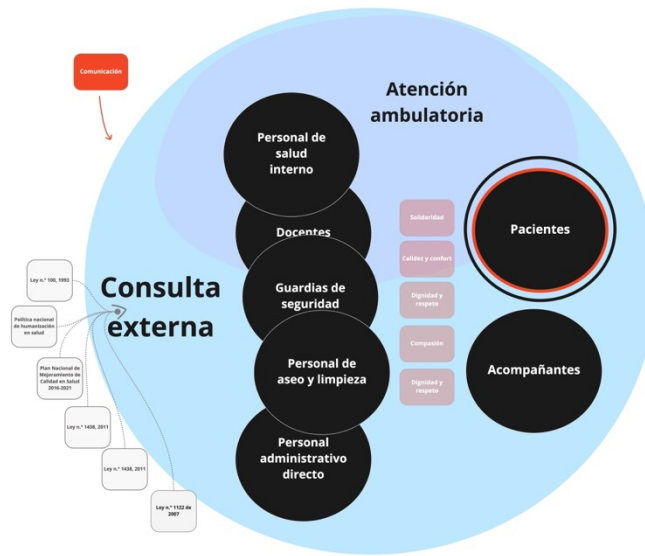 Comunicación
Atención
ambulatoria
Personal de
salud
interno
Docentes
Guardias de
seguridad
Personal de
aseo y limpieza
Personal
administrativo
directo
Solidaridad
Calidez y confort
Dignidad y
respeto
Compasión
Dignidad y
respeto
Pacientes
Acompañantes
Consulta
externa
Ley n.° 100, 1993
Política nacional
de humanización
en salud
Plan Nacional de
Mejoramiento de
Calidad en Salud
2016-2021
Ley n.° 1438, 2011
Ley n.° 1438, 2011
Ley n.° 1122 de
2007